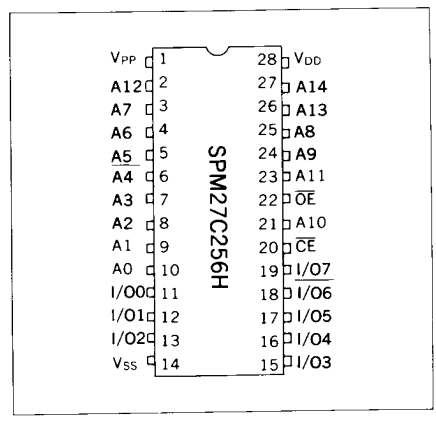 VPP 1 28 VDD
A12 2 27 A14
A7 3 26 A13
A6 4 25 A8
A5 5 24 A9
A4 6 23 A11
A3 7 22 O̅E̅
A2 8 21 A10
A1 9 20 C̅E̅
A0 10 19 I/O7
I/O0 11 18 I/O6
I/O1 12 17 I/O5
I/O2 13 16 I/O4
VSS 14 15 I/O3
SPM27C256H